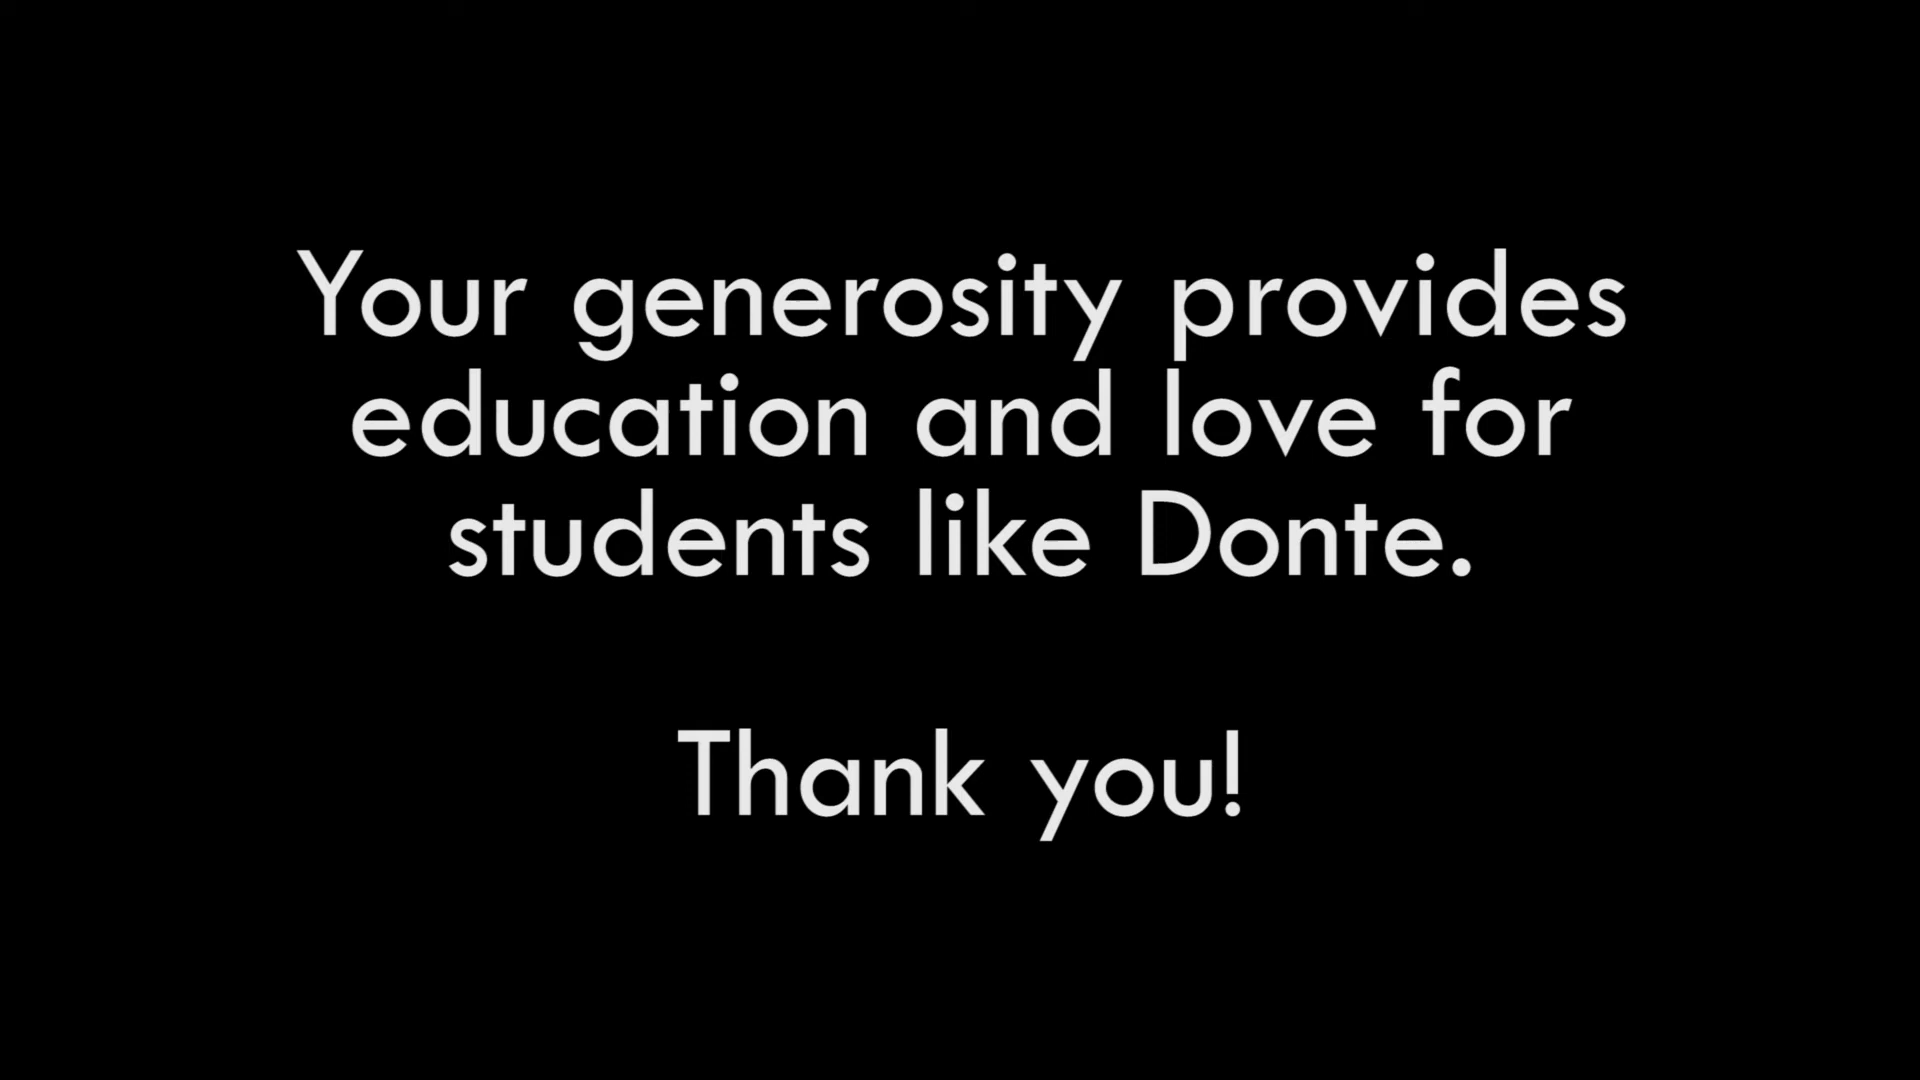 Your generosity provides
education and love for
students like Donte.
Thank you!